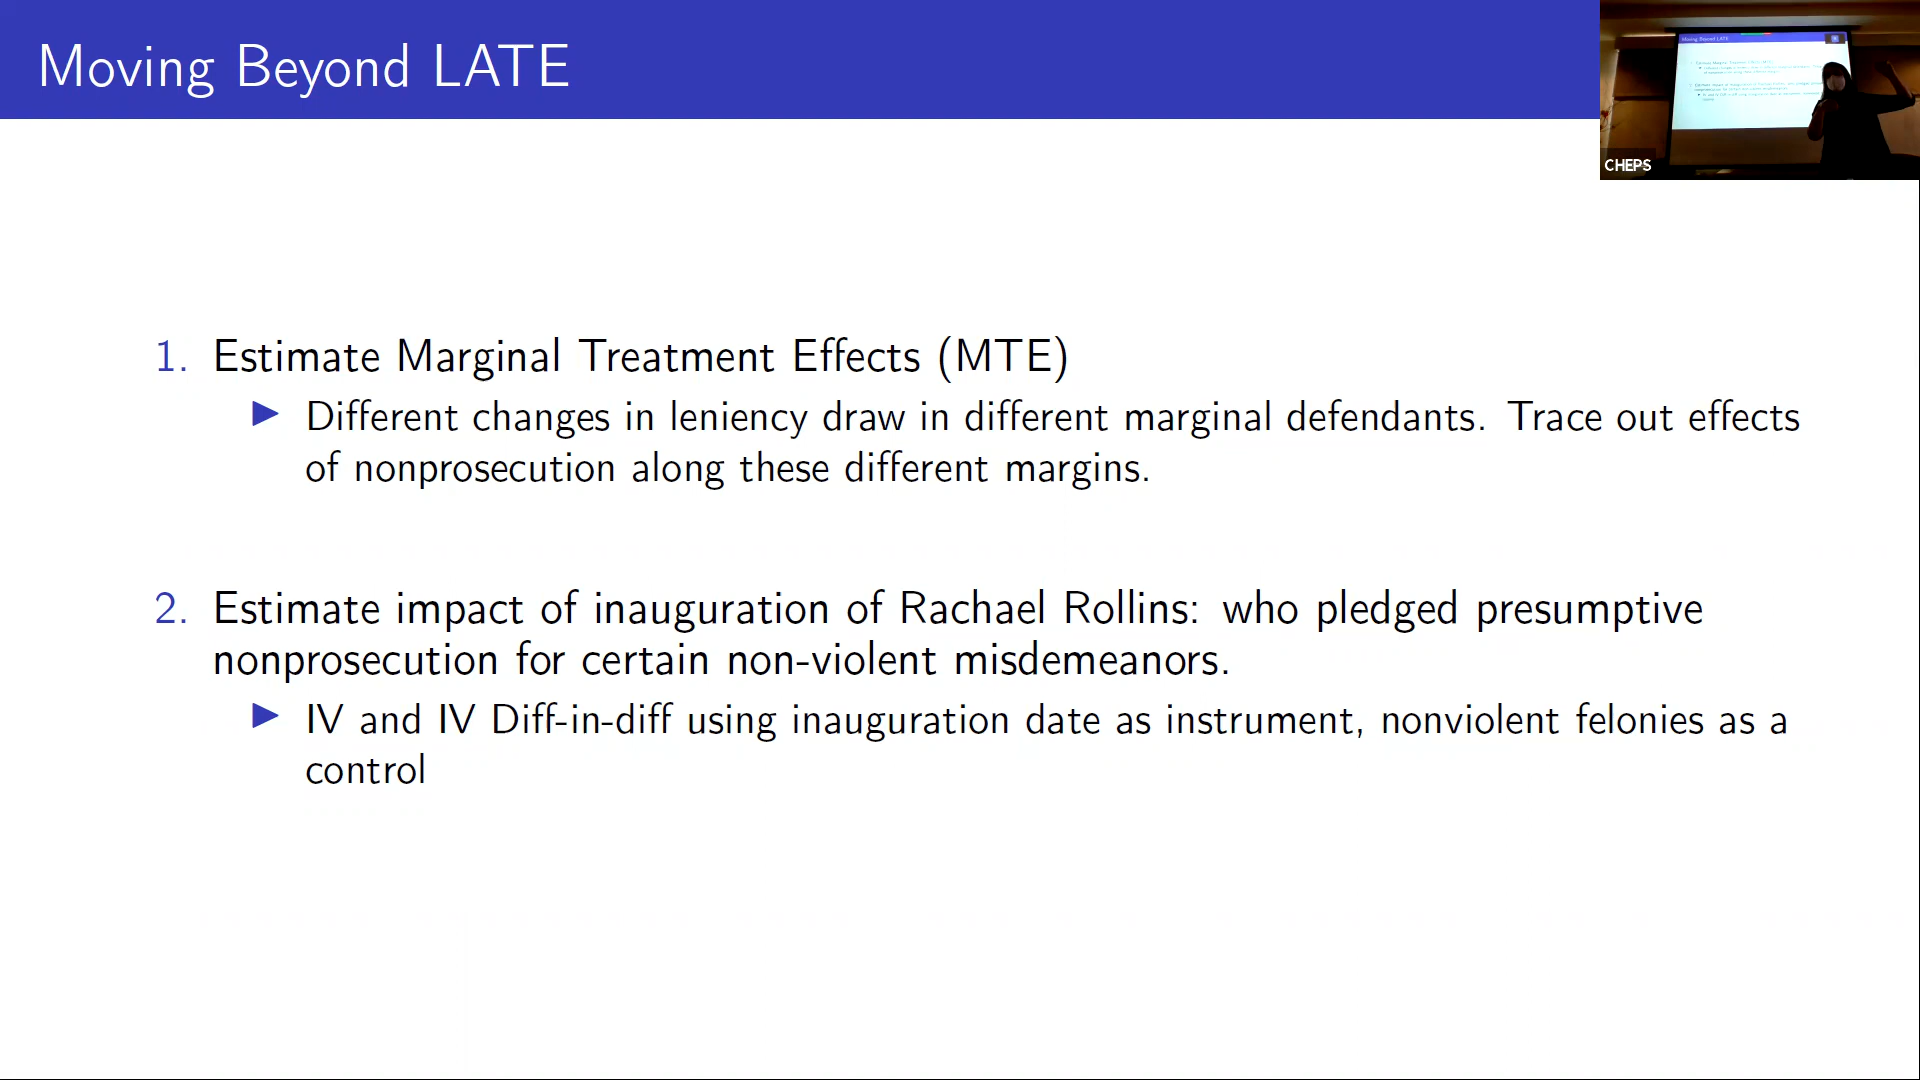 Moving Beyond LATE
CHEPS
1. Estimate Marginal Treatment Effects (MTE)
▶ Different changes in leniency draw in different marginal defendants. Trace out effects
of nonprosecution along these different margins.
2. Estimate impact of inauguration of Rachael Rollins: who pledged presumptive
nonprosecution for certain non-violent misdemeanors.
▶ IV and IV Diff-in-diff using inauguration date as instrument, nonviolent felonies as a
control